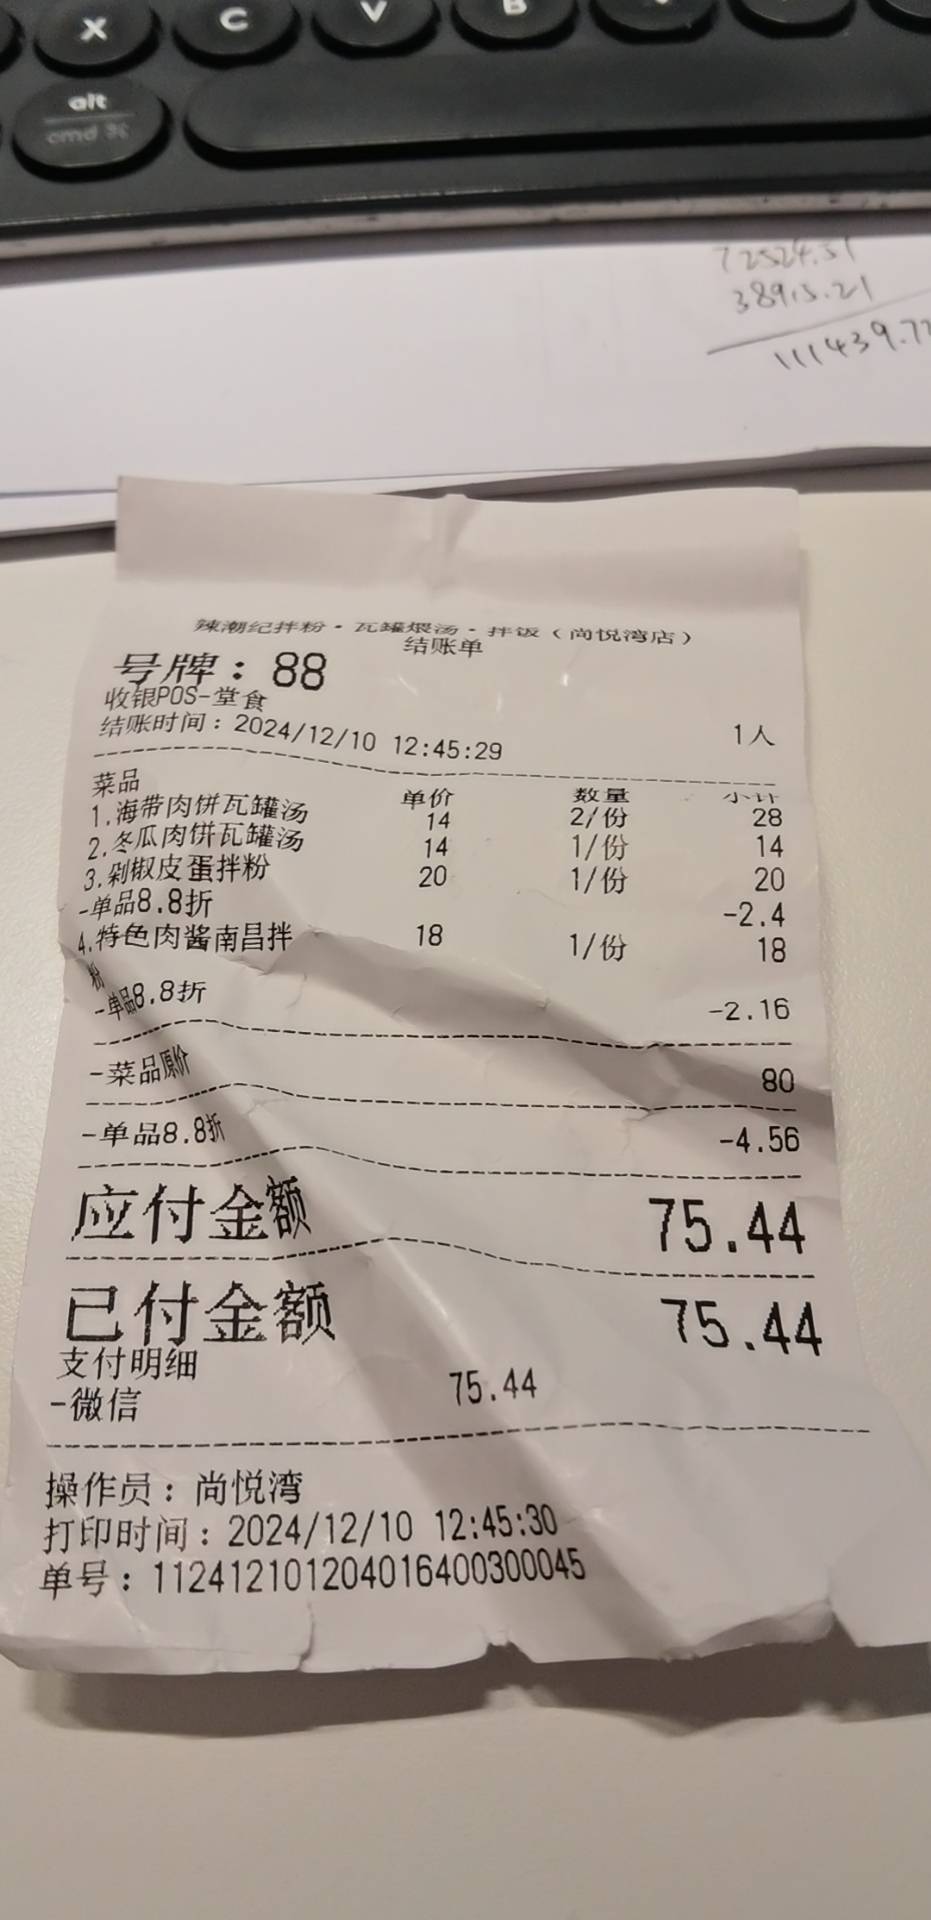 X C V B
alt
cmd ⌘
72524.51
38915.21
111439.72
辣潮纪拌粉·瓦罐煨汤·拌饭(尚悦湾店)
结账单
号牌：88
收银POS-堂食
结账时间：2024/12/10 12:45:29 1人
菜品 单价 数量 小计
1.海带肉饼瓦罐汤 14 2/份 28
2.冬瓜肉饼瓦罐汤 14 1/份 14
3.剁椒皮蛋拌粉 20 1/份 20
-单品8.8折 -2.4
4.特色肉酱南昌拌 18 1/份 18
粉
-单品8.8折 -2.16
-菜品原价 80
-单品8.8折 -4.56
应付金额 75.44
已付金额 75.44
支付明细
-微信 75.44
操作员：尚悦湾
打印时间：2024/12/10 12:45:30
单号：112412101204016400300045